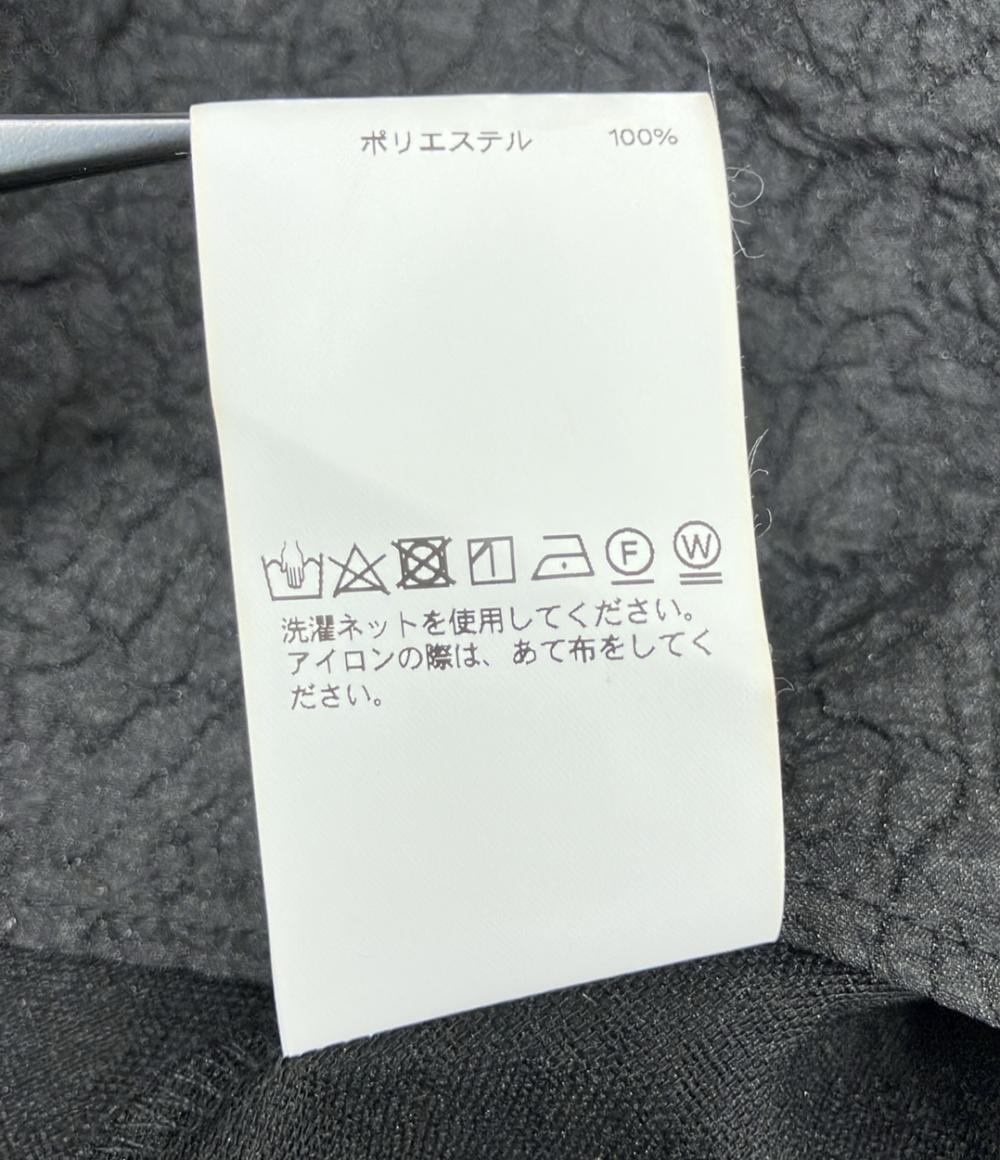 ポリエステル 100%
F W
洗濯ネットを使用してください。
アイロンの際は、あて布をしてく
ださい。